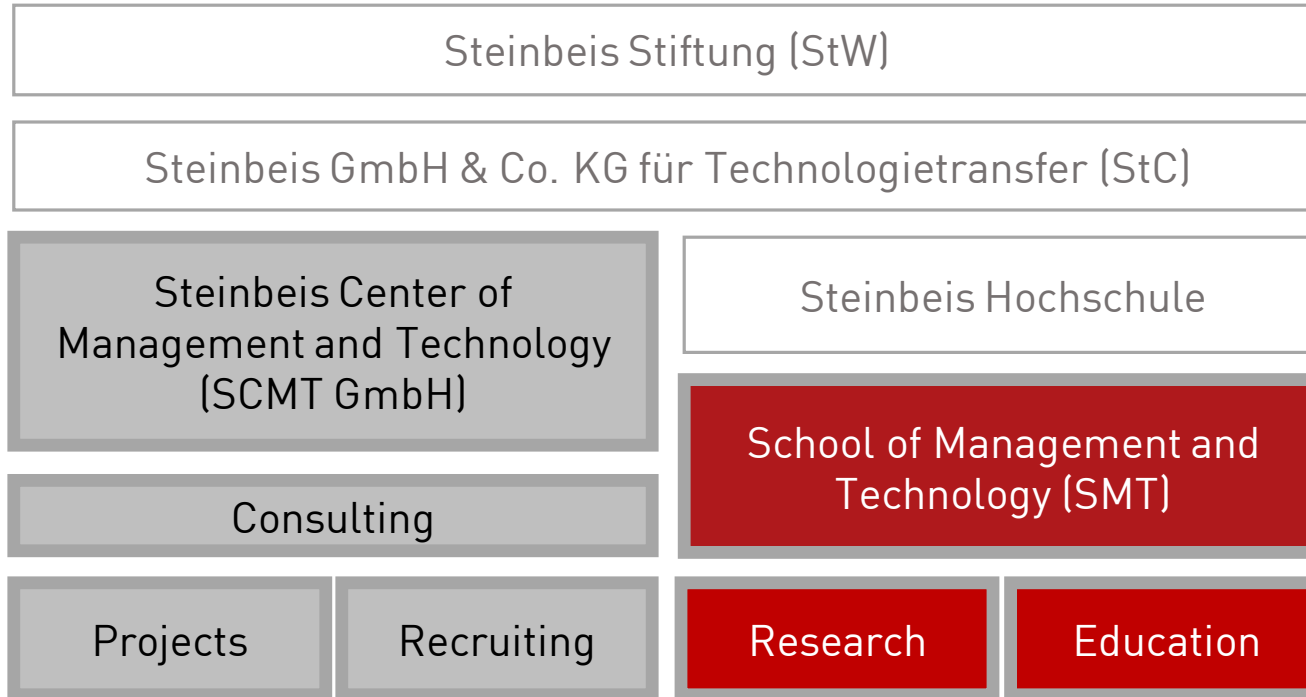 Steinbeis Stiftung (StW)
Steinbeis GmbH & Co. KG für Technologietransfer (StC)
Steinbeis Center of
Management and Technology
(SCMT GmbH)
Steinbeis Hochschule
School of Management and
Technology (SMT)
Consulting
Projects
Recruiting
Research
Education